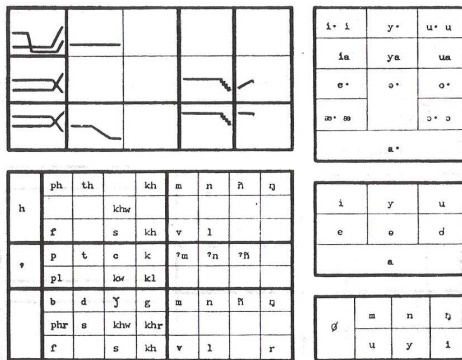 i· i y· u· u
ia ya ua
e· ə· o·
æ· æ ɔ· ɔ
a·
h ph th kh m n ñ ŋ
khw
f s kh v l
ʔ p t c k ʔm ʔn ʔñ
pl kw kl
b d ɣ g m n ñ ŋ
phr s khw khr
f s kh v l r
i y u
e ə
a
ø m n ŋ
u y i